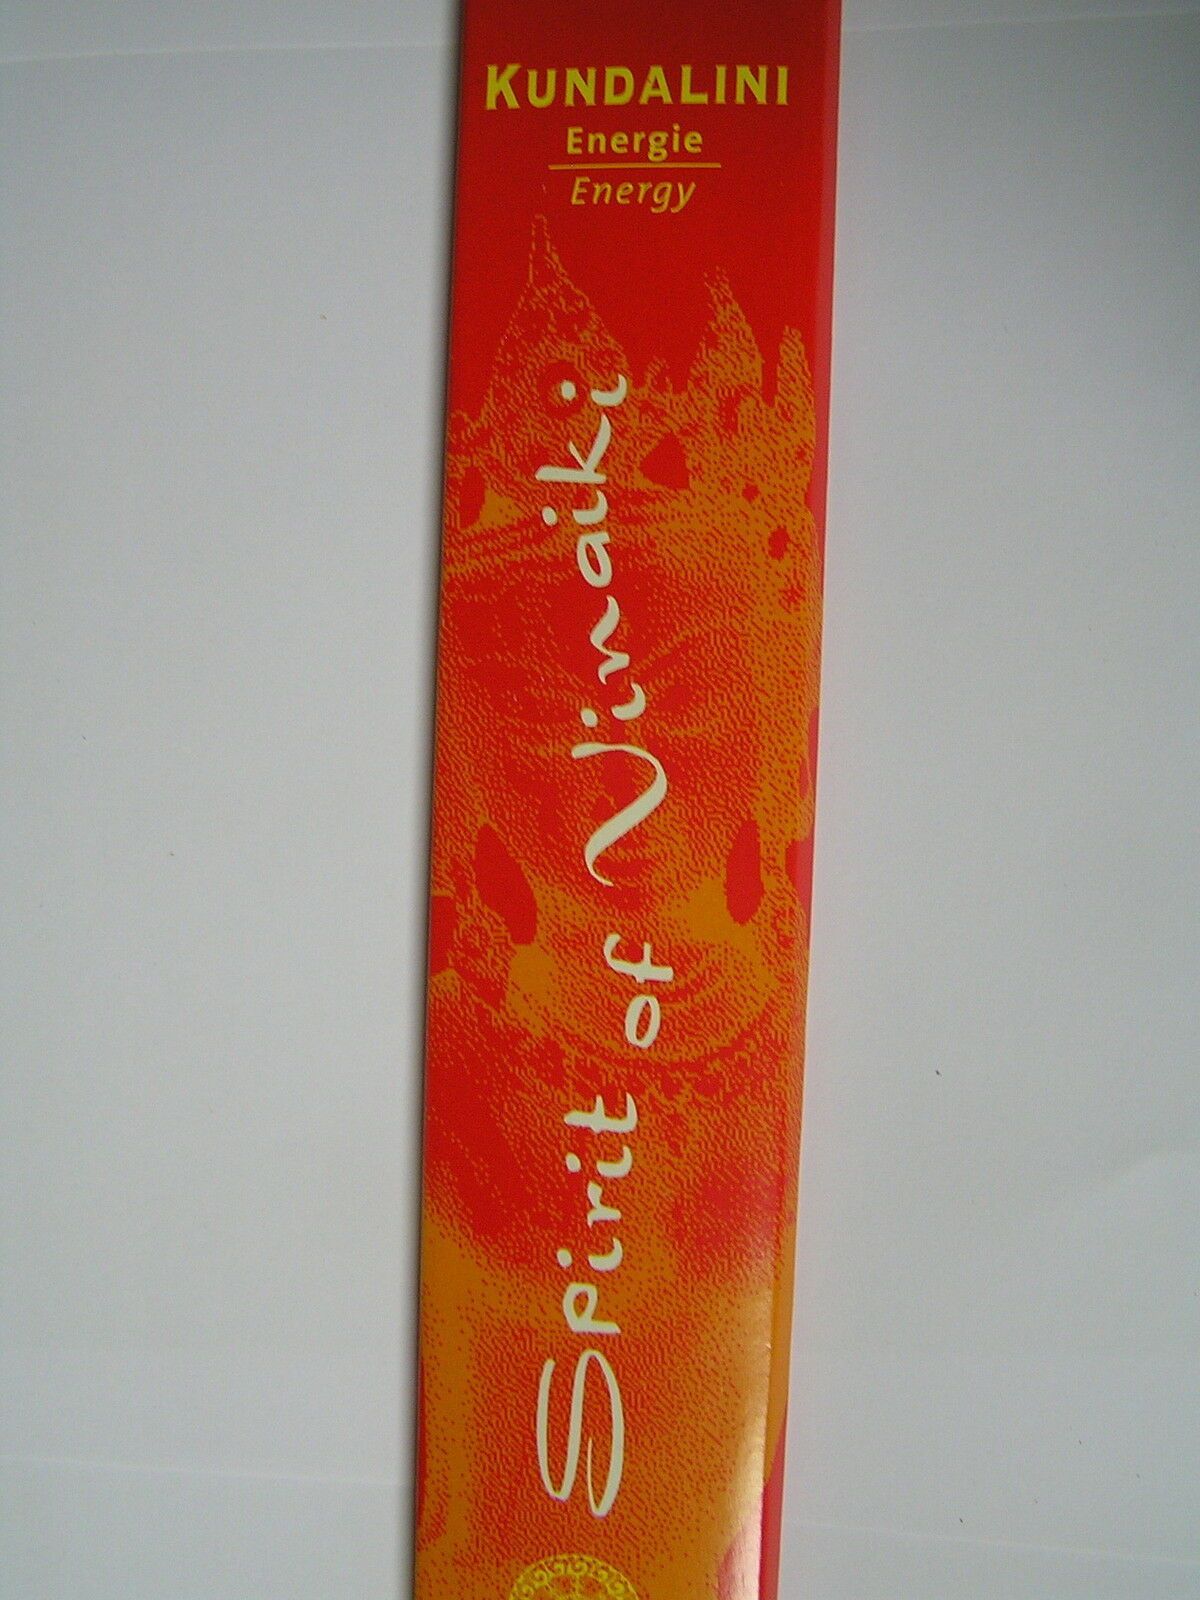 KUNDALINI
Energie
Energy
Spirit of Vinaiki